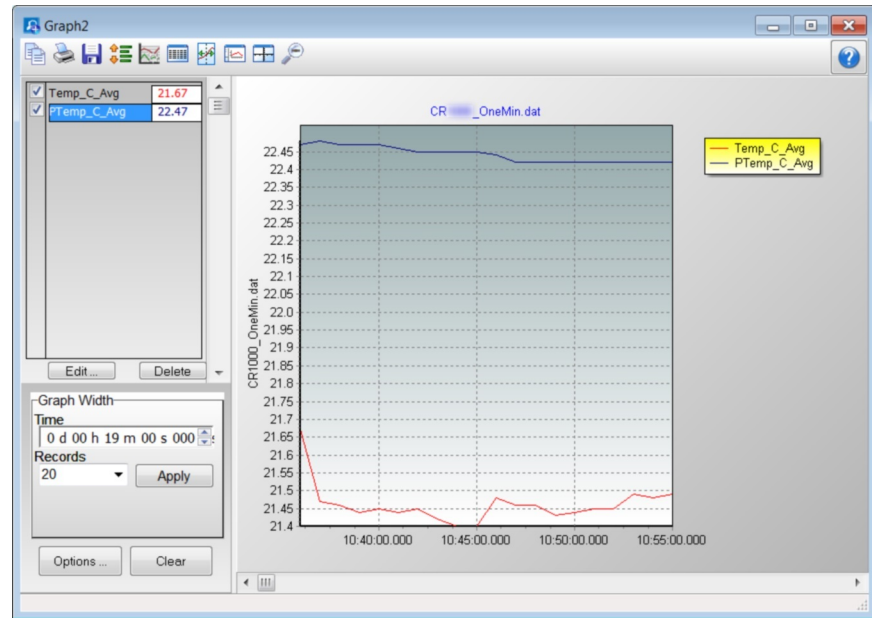 Graph2
Temp_C_Avg 21.67
PTemp_C_Avg 22.47
Edit ... Delete
Graph Width
Time
0 d 00 h 19 m 00 s 000
Records
20 Apply
Options ... Clear
CR _OneMin.dat
CR1000_OneMin.dat
22.45
22.4
22.35
22.3
22.25
22.2
22.15
22.1
22.05
22.0
21.95
21.9
21.85
21.8
21.75
21.7
21.65
21.6
21.55
21.5
21.45
21.4
10:40:00.000 10:45:00.000 10:50:00.000 10:55:00.000
Temp_C_Avg
PTemp_C_Avg